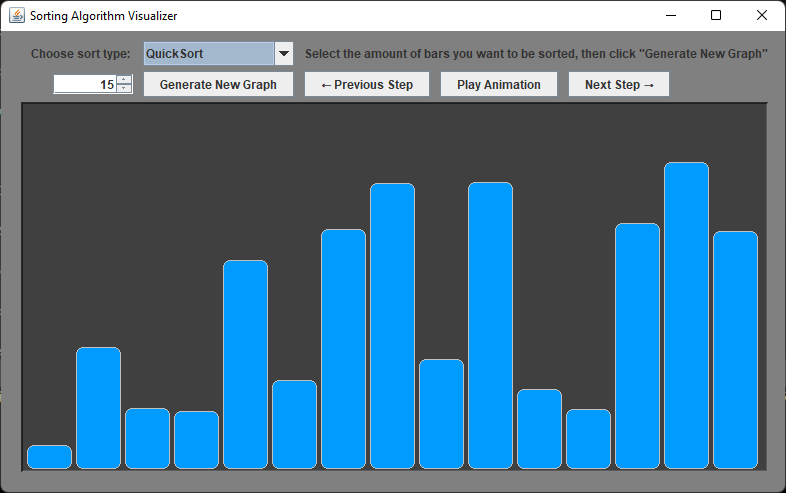 Sorting Algorithm Visualizer
Choose sort type: QuickSort Select the amount of bars you want to be sorted, then click "Generate New Graph"
15 Generate New Graph ←Previous Step Play Animation Next Step →